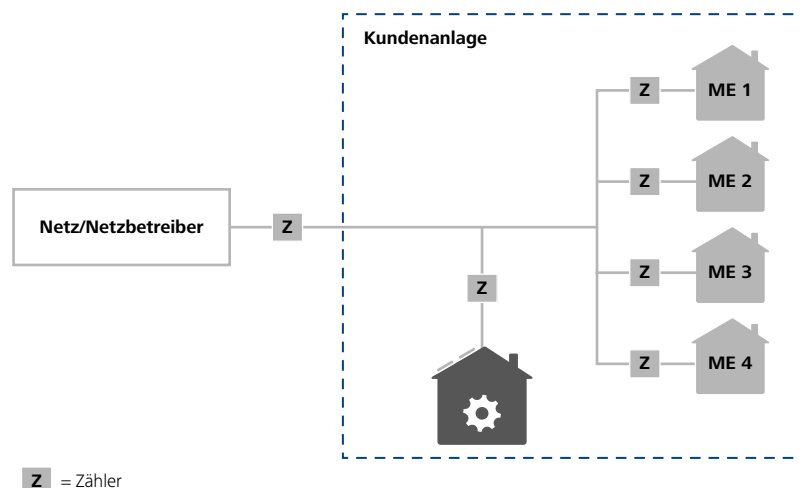 Kundenanlage
Z ME 1
Z ME 2
Netz/Netzbetreiber Z
Z ME 3
Z
Z ME 4
Z = Zähler